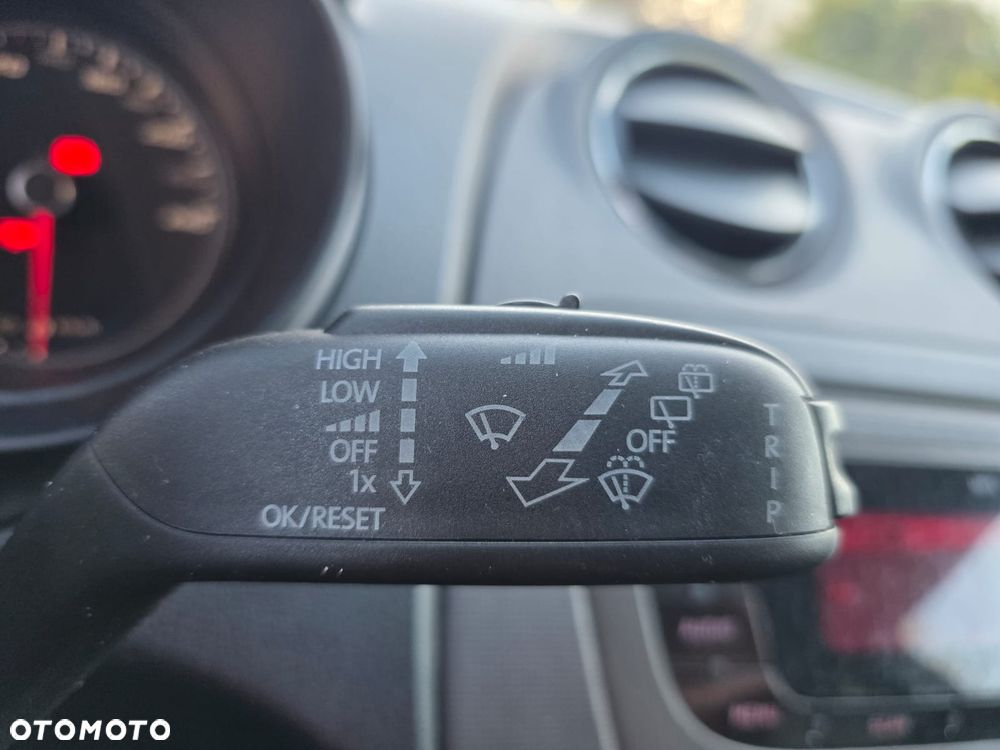 HIGH
LOW
OFF
1x
OK/RESET
OFF
TRIP
OTOMOTO